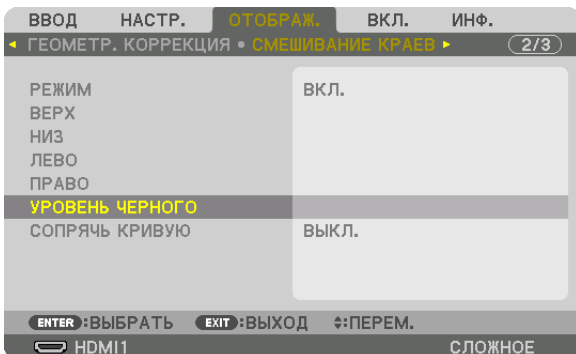 ВВОД НАСТР. ОТОБРАЖ. ВКЛ. ИНФ.
ГЕОМЕТР. КОРРЕКЦИЯ • СМЕШИВАНИЕ КРАЕВ 2/3
РЕЖИМ ВКЛ.
ВЕРХ
НИЗ
ЛЕВО
ПРАВО
УРОВЕНЬ ЧЕРНОГО
СОПРЯЧЬ КРИВУЮ ВЫКЛ.
ENTER :ВЫБРАТЬ EXIT :ВЫХОД :ПЕРЕМ.
HDMI1 СЛОЖНОЕ